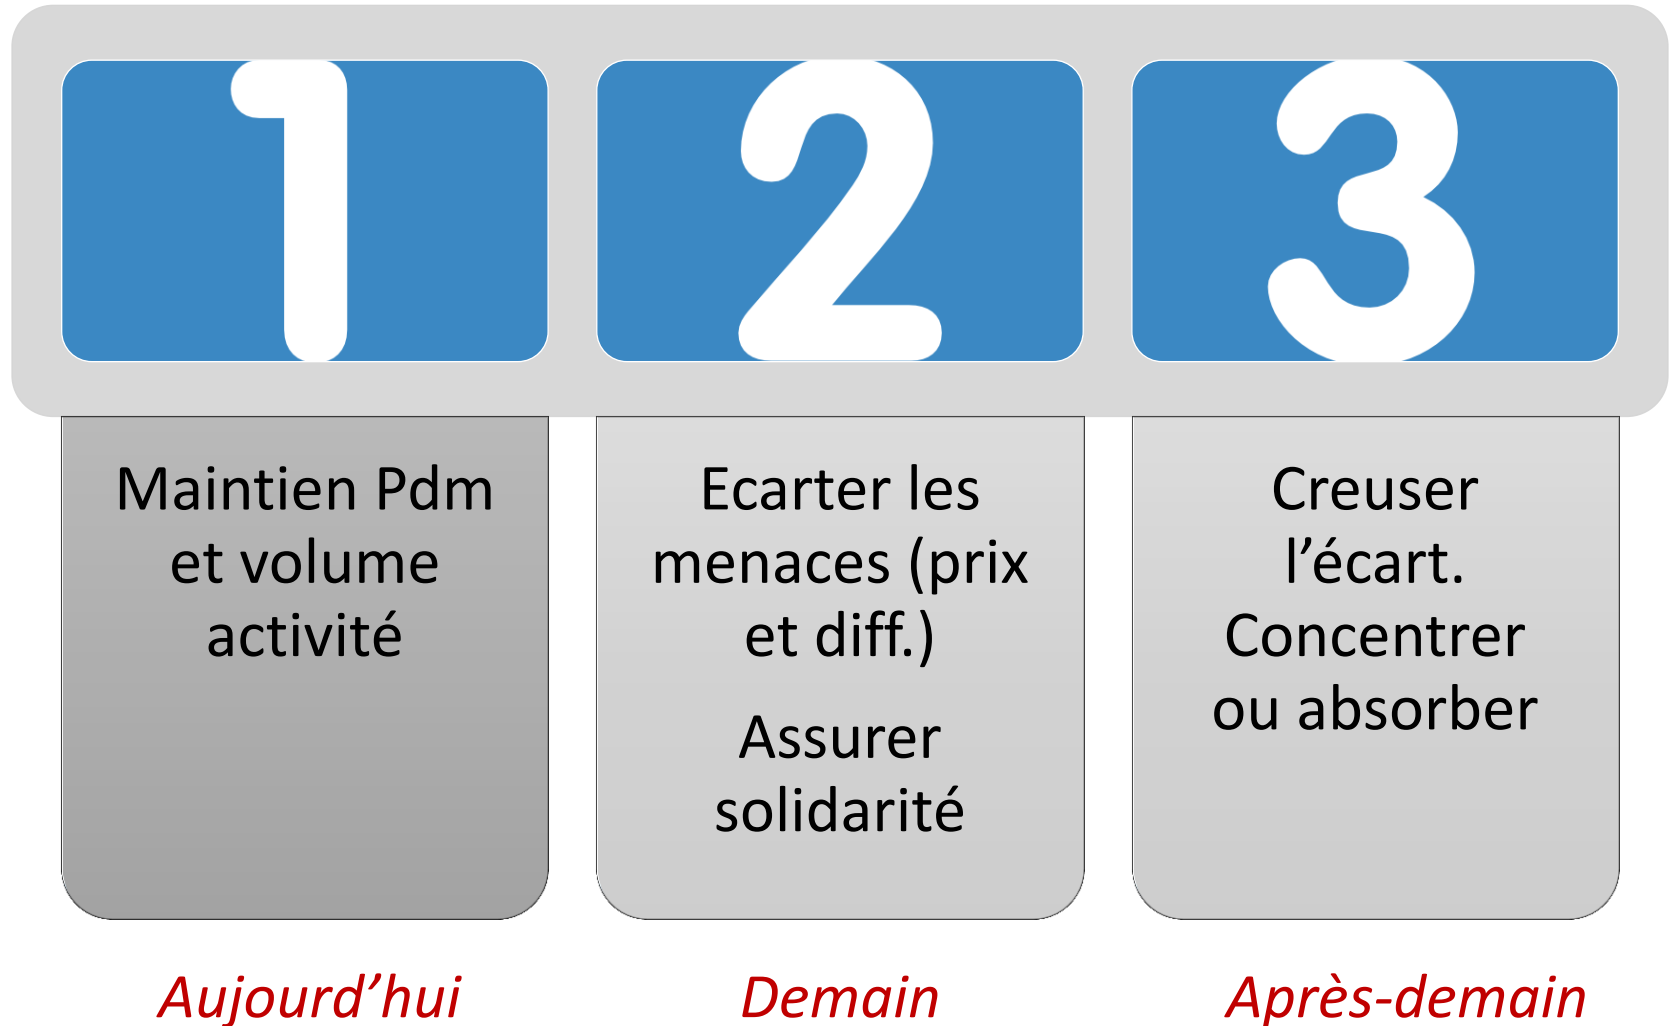 1
2
3
Maintien Pdm
et volume
activité
Ecarter les
menaces (prix
et diff.)
Assurer
solidarité
Creuser
l’écart.
Concentrer
ou absorber
Aujourd’hui
Demain
Après-demain